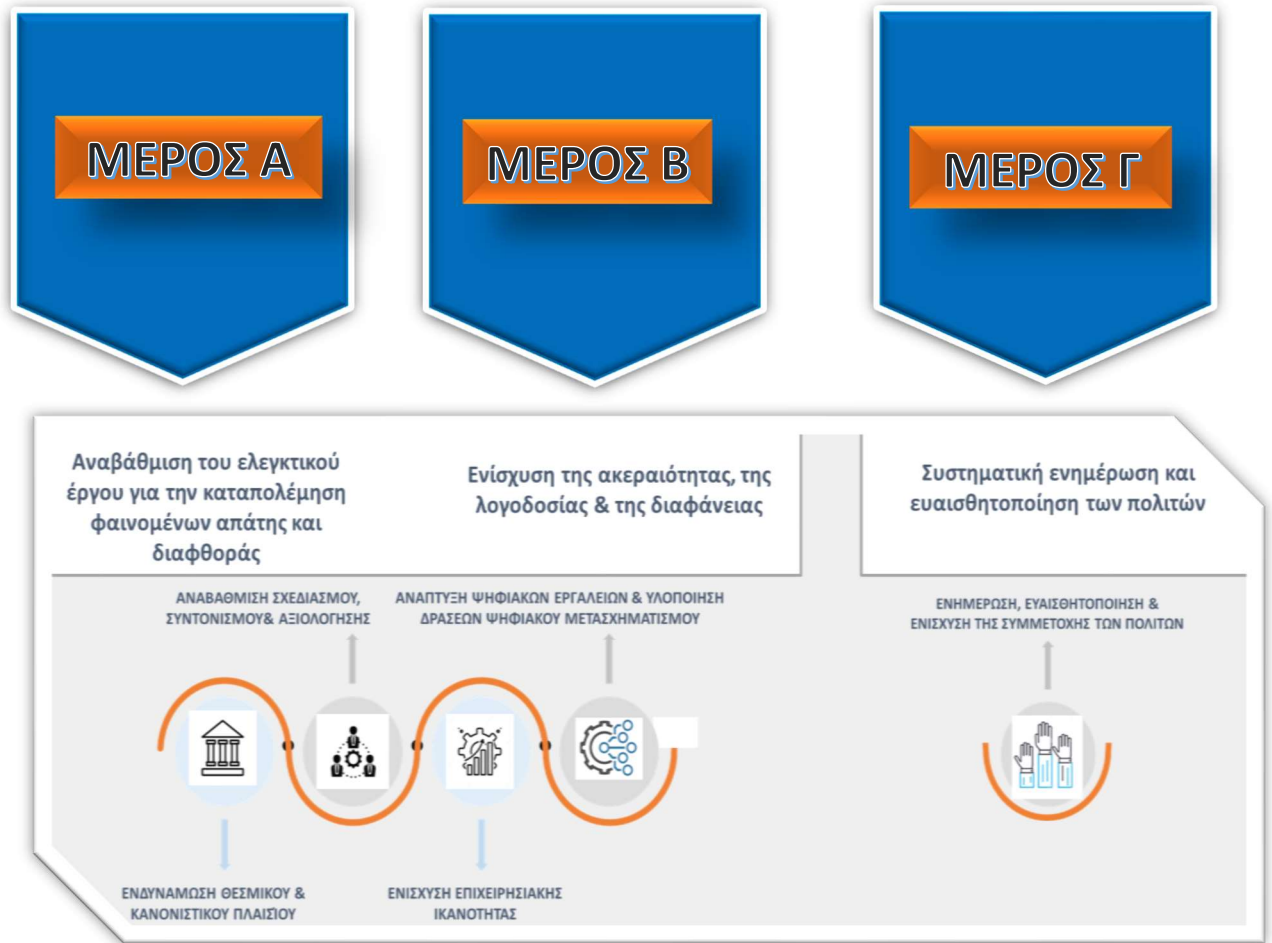 ΜΕΡΟΣ Α
ΜΕΡΟΣ Β
ΜΕΡΟΣ Γ
Αναβάθμιση του ελεγκτικού
έργου για την καταπολέμηση
φαινομένων απάτης και
διαφθοράς
Ενίσχυση της ακεραιότητας, της
λογοδοσίας & της διαφάνειας
Συστηματική ενημέρωση και
ευαισθητοποίηση των πολιτών
ΑΝΑΒΑΘΜΙΣΗ ΣΧΕΔΙΑΣΜΟΥ,
ΣΥΝΤΟΝΙΣΜΟΥ& ΑΞΙΟΛΟΓΗΣΗΣ
ΑΝΑΠΤΥΞΗ ΨΗΦΙΑΚΩΝ ΕΡΓΑΛΕΙΩΝ & ΥΛΟΠΟΙΗΣΗ
ΔΡΑΣΕΩΝ ΨΗΦΙΑΚΟΥ ΜΕΤΑΣΧΗΜΑΤΙΣΜΟΥ
ΕΝΗΜΕΡΩΣΗ, ΕΥΑΙΣΘΗΤΟΠΟΙΗΣΗ &
ΕΝΙΣΧΥΣΗ ΤΗΣ ΣΥΜΜΕΤΟΧΗΣ ΤΩΝ ΠΟΛΙΤΩΝ
ΕΝΔΥΝΑΜΩΣΗ ΘΕΣΜΙΚΟΥ &
ΚΑΝΟΝΙΣΤΙΚΟΥ ΠΛΑΙΣΊΟΥ
ΕΝΙΣΧΥΣΗ ΕΠΙΧΕΙΡΗΣΙΑΚΗΣ
ΙΚΑΝΟΤΗΤΑΣ